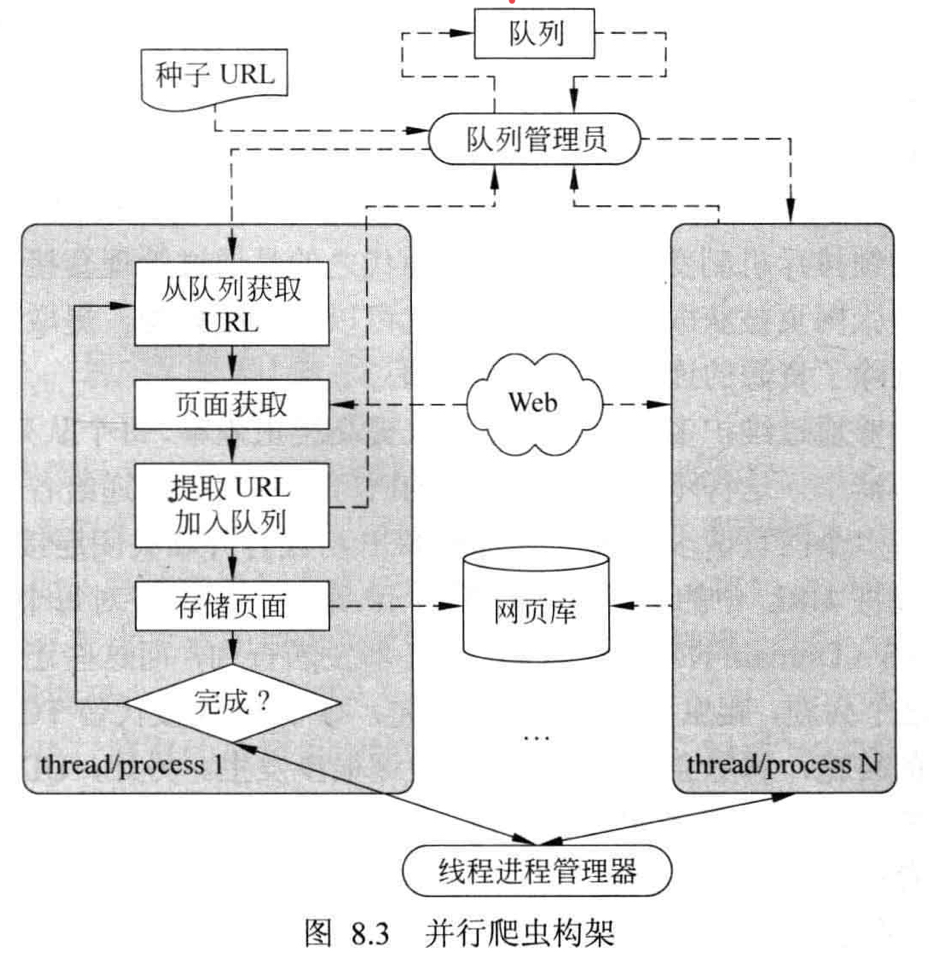 队列
种子 URL
队列管理员
从队列获取
URL
页面获取
Web
提取 URL
加入队列
存储页面
网页库
完成？
…
thread/process 1
thread/process N
线程进程管理器
图 8.3 并行爬虫构架